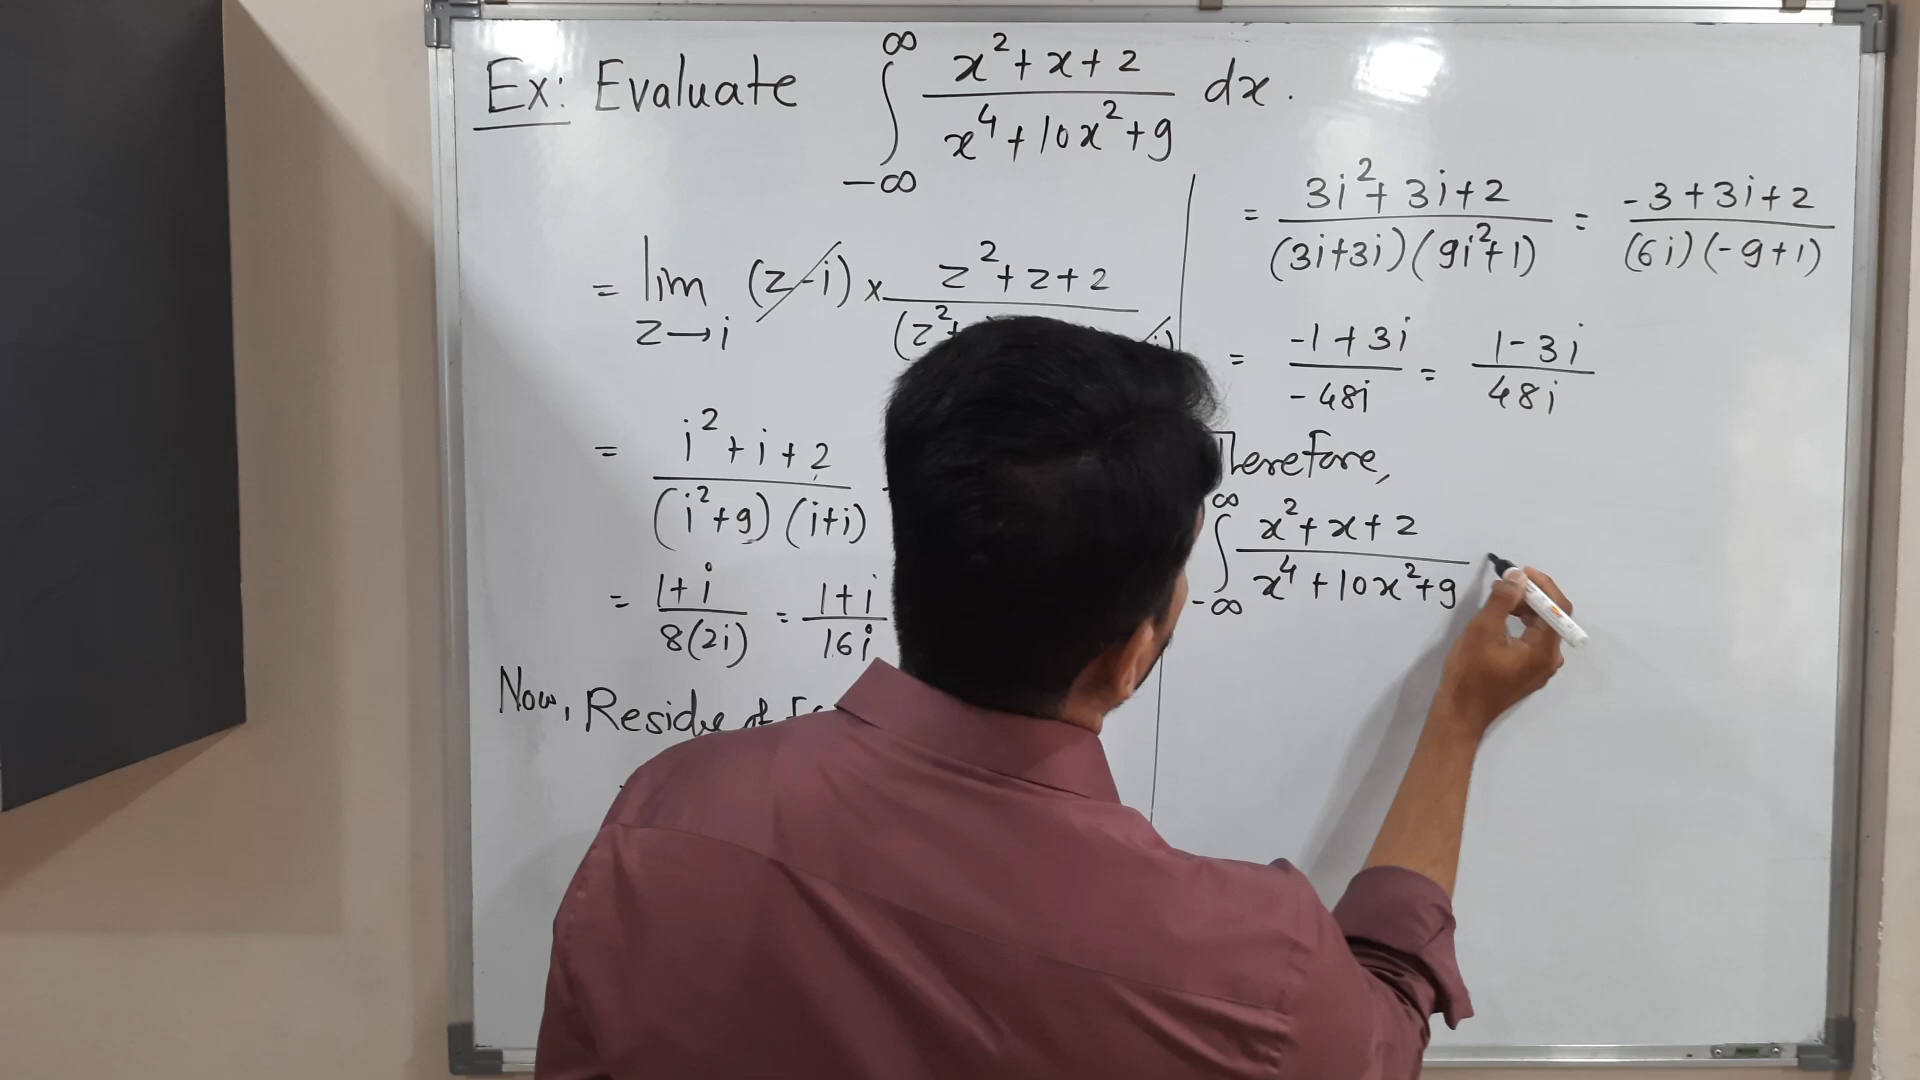 Ex: Evaluate ∫_{-∞}^{∞} (x²+x+2)/(x⁴+10x²+9) dx.
= lim_{z→i} (z-i) × (z²+z+2)/(z²+
= (i²+i+2)/((i²+9)(i+i))
= (1+i)/(8(2i)) = (1+i)/(16i)
Now, Residue of
= (3i²+3i+2)/((3i+3i)(9i²+1)) = (-3+3i+2)/((6i)(-9+1))
= (-1+3i)/(-48i) = (1-3i)/(48i)
Therefore,
∫_{-∞}^{∞} (x²+x+2)/(x⁴+10x²+9)